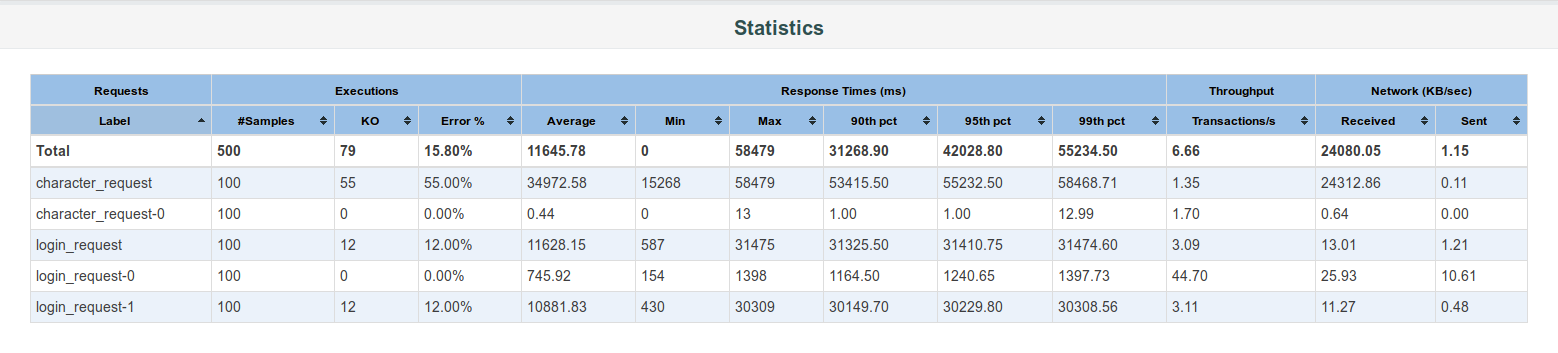 Statistics
Requests Executions Response Times (ms) Throughput Network (KB/sec)
Label #Samples KO Error % Average Min Max 90th pct 95th pct 99th pct Transactions/s Received Sent
Total 500 79 15.80% 11645.78 0 58479 31268.90 42028.80 55234.50 6.66 24080.05 1.15
character_request 100 55 55.00% 34972.58 15268 58479 53415.50 55232.50 58468.71 1.35 24312.86 0.11
character_request-0 100 0 0.00% 0.44 0 13 1.00 1.00 12.99 1.70 0.64 0.00
login_request 100 12 12.00% 11628.15 587 31475 31325.50 31410.75 31474.60 3.09 13.01 1.21
login_request-0 100 0 0.00% 745.92 154 1398 1164.50 1240.65 1397.73 44.70 25.93 10.61
login_request-1 100 12 12.00% 10881.83 430 30309 30149.70 30229.80 30308.56 3.11 11.27 0.48